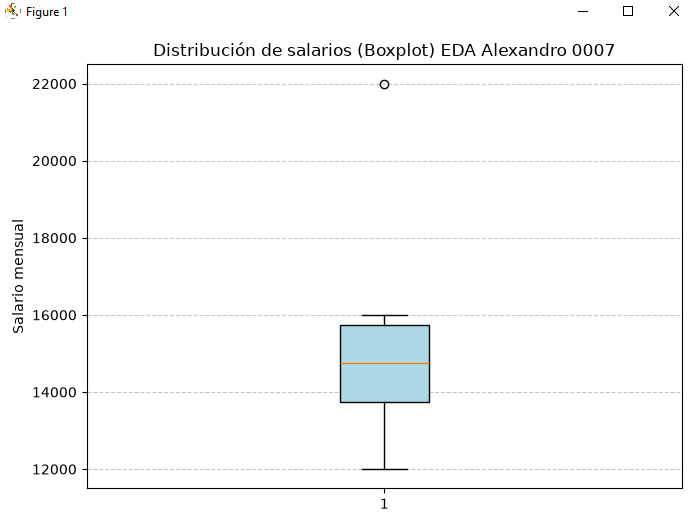 Figure 1
Distribución de salarios (Boxplot) EDA Alexandro 0007
22000
20000
18000
16000
14000
12000
Salario mensual
1